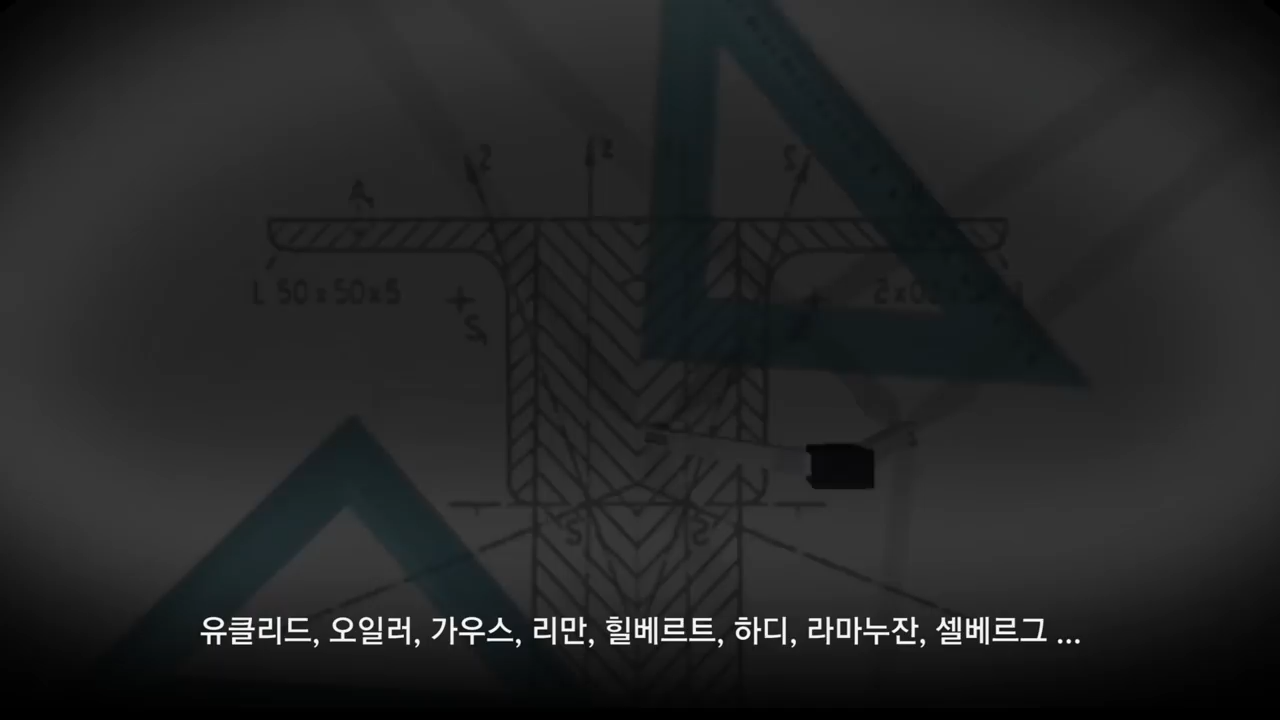 L 50 x 50 x 5
유클리드, 오일러, 가우스, 리만, 힐베르트, 하디, 라마누잔, 셀베르그 ...